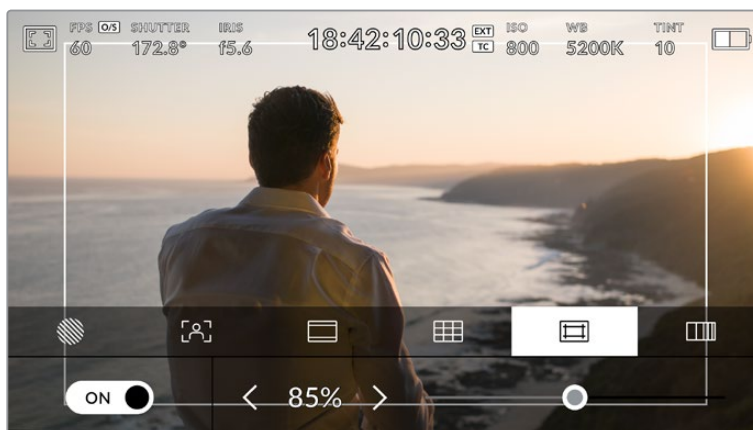 FPS O/S SHUTTER IRIS 18:42:10:33 EXT ISO WB TINT
60 172.8° f5.6 TC 800 5200K 10
ON 85%